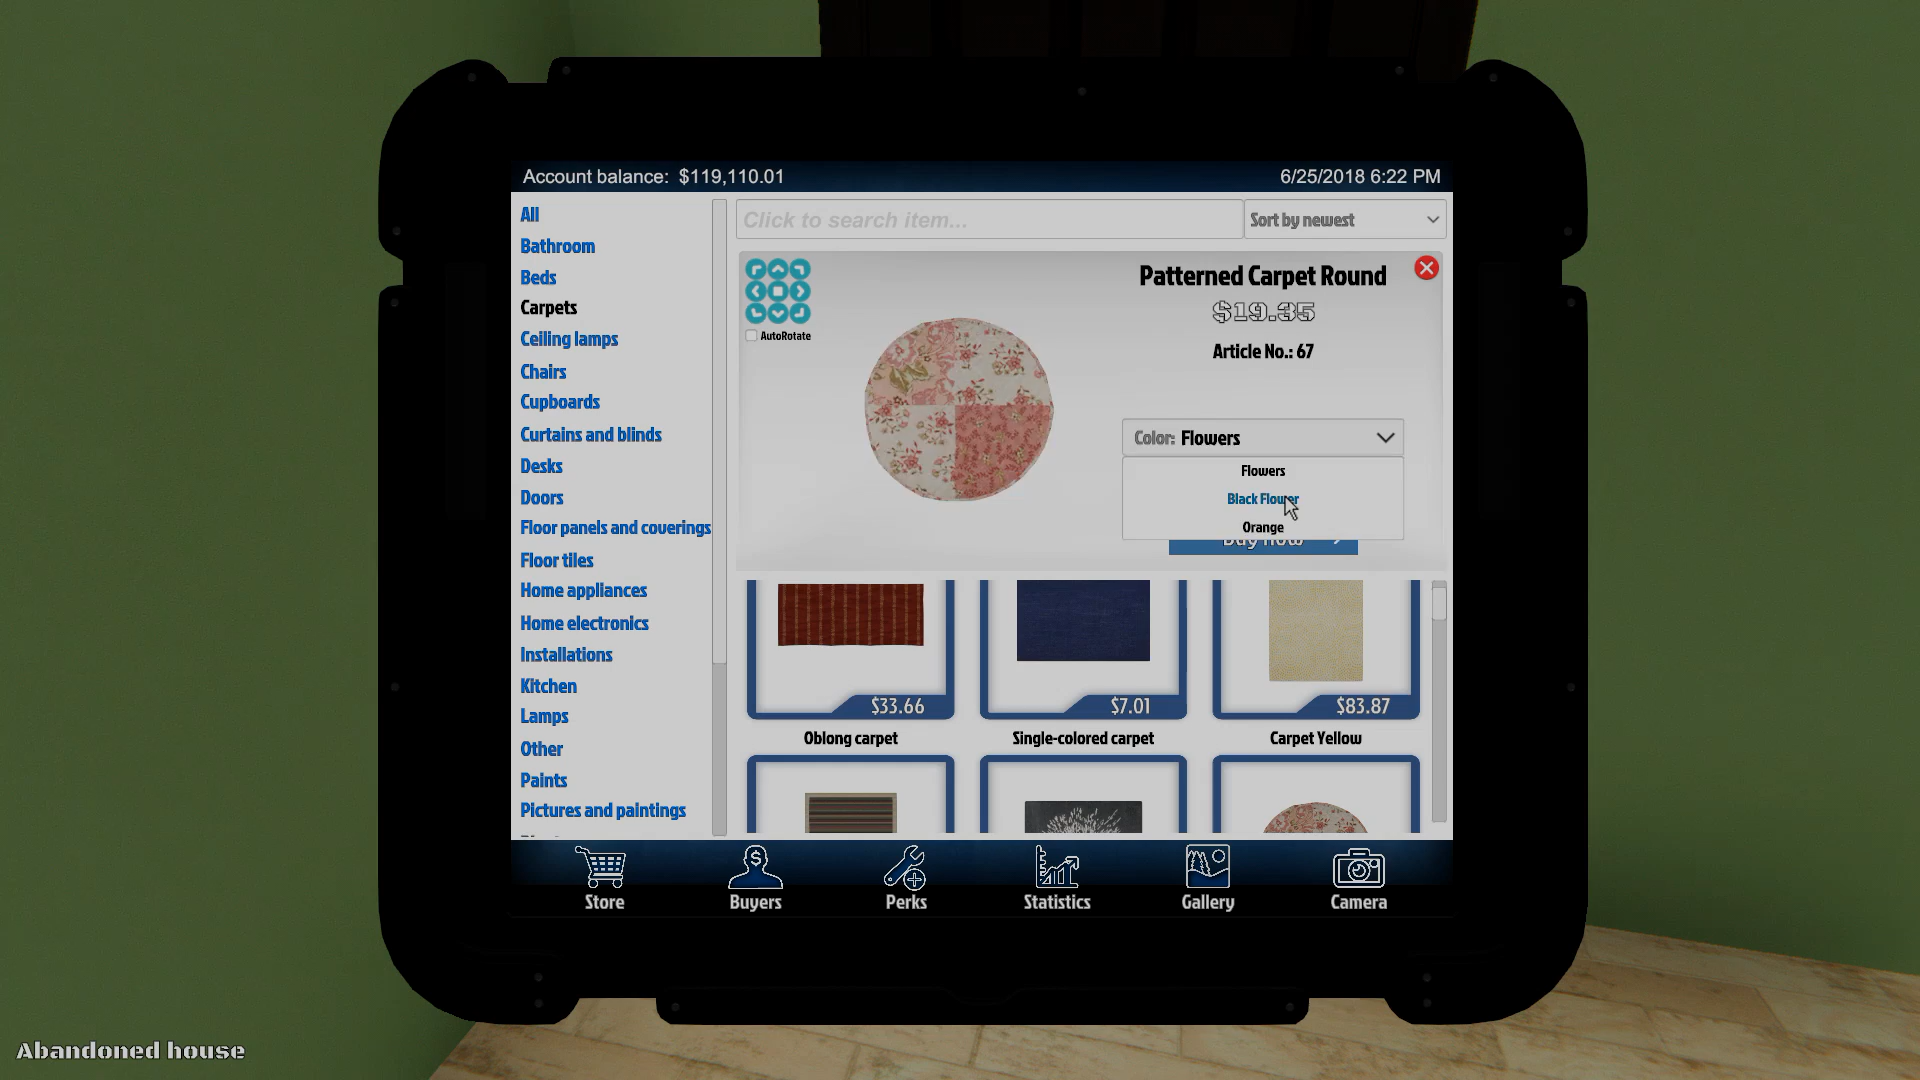 Account balance: $119,110.01
6/25/2018 6:22 PM
All
Bathroom
Beds
Carpets
Ceiling lamps
Chairs
Cupboards
Curtains and blinds
Desks
Doors
Floor panels and coverings
Floor tiles
Home appliances
Home electronics
Installations
Kitchen
Lamps
Other
Paints
Pictures and paintings
Click to search item...
Sort by newest
AutoRotate
Patterned Carpet Round
$19.35
Article No.: 67
Color: Flowers
Flowers
Black Flower
Orange
Buy now
$33.66
$7.01
$83.87
Oblong carpet
Single-colored carpet
Carpet Yellow
Store
Buyers
Perks
Statistics
Gallery
Camera
Abandoned house